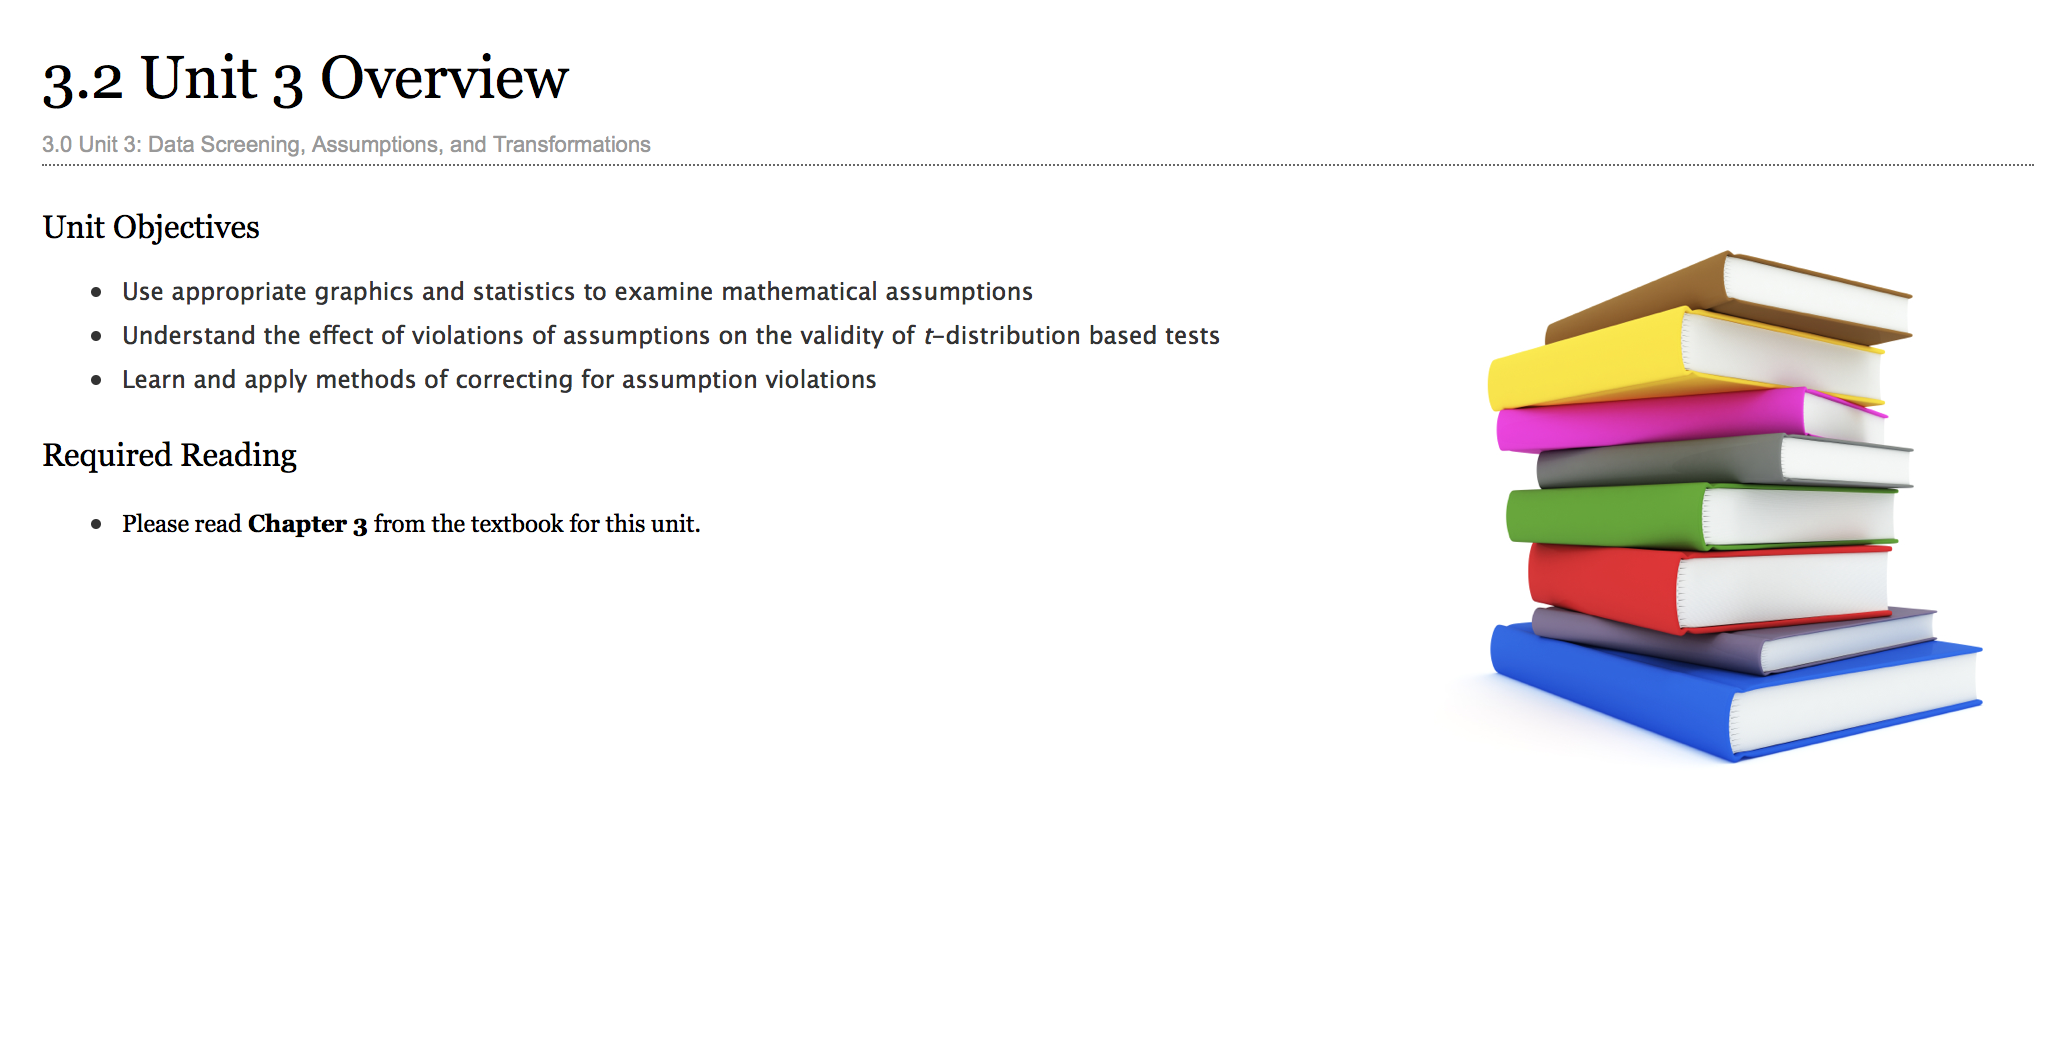 3.2 Unit 3 Overview
3.0 Unit 3: Data Screening, Assumptions, and Transformations
Unit Objectives
• Use appropriate graphics and statistics to examine mathematical assumptions
• Understand the effect of violations of assumptions on the validity of t-distribution based tests
• Learn and apply methods of correcting for assumption violations
Required Reading
• Please read Chapter 3 from the textbook for this unit.